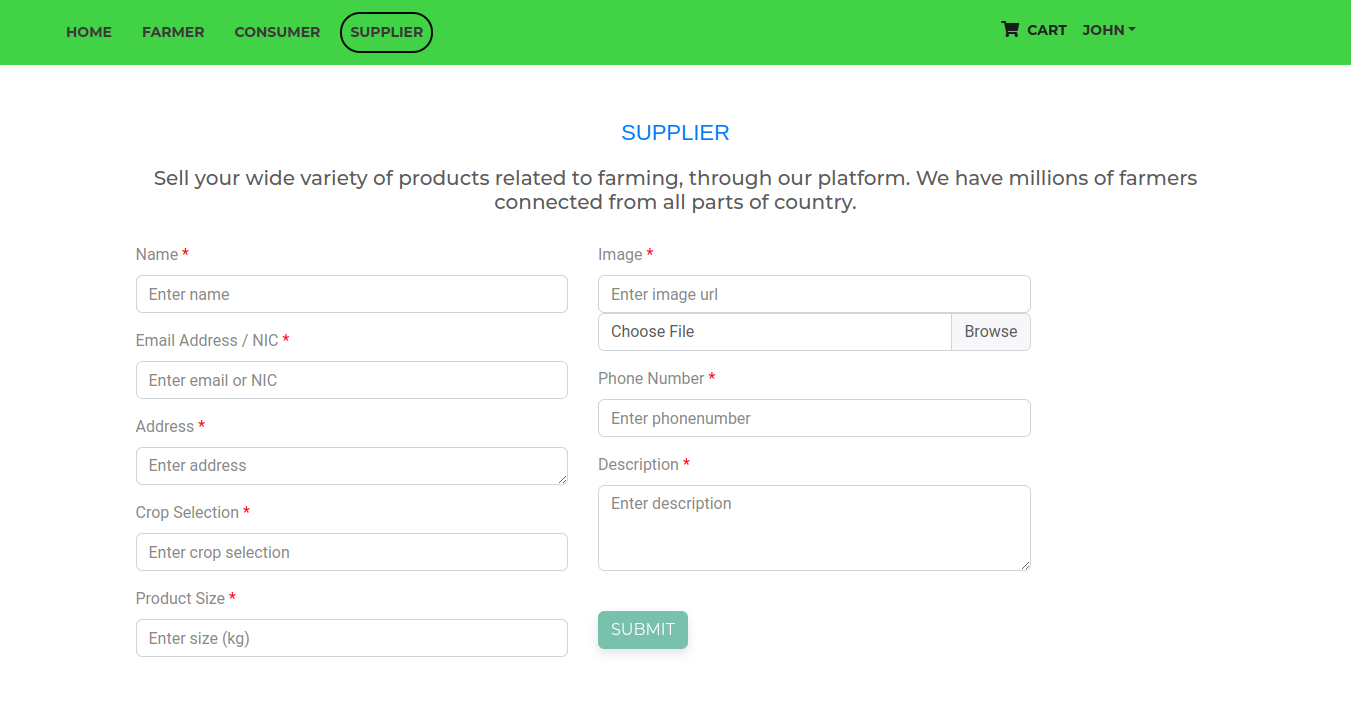 HOME FARMER CONSUMER SUPPLIER CART JOHN
SUPPLIER
Sell your wide variety of products related to farming, through our platform. We have millions of farmers
connected from all parts of country.
Name *
Enter name
Email Address / NIC *
Enter email or NIC
Address *
Enter address
Crop Selection *
Enter crop selection
Product Size *
Enter size (kg)
Image *
Enter image url
Choose File Browse
Phone Number *
Enter phonenumber
Description *
Enter description
SUBMIT